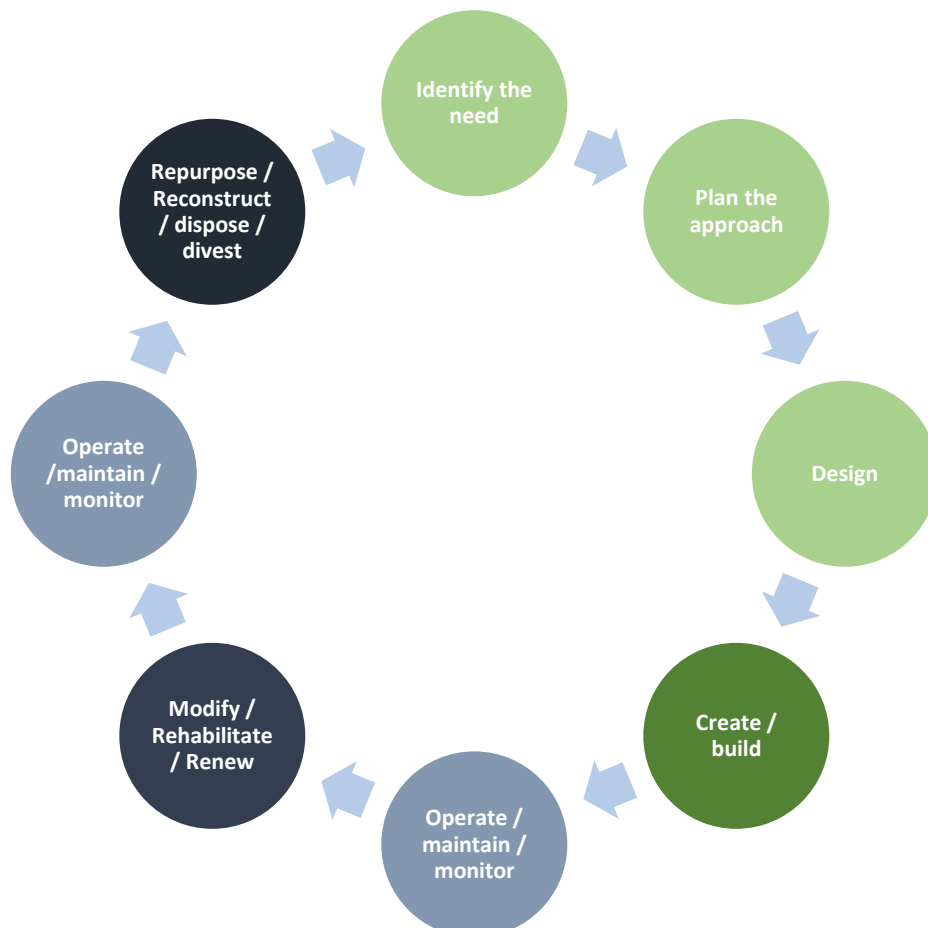 Identify the
need
Plan the
approach
Design
Create /
build
Operate /
maintain /
monitor
Modify /
Rehabilitate
/ Renew
Operate
/maintain /
monitor
Repurpose /
Reconstruct
/ dispose /
divest